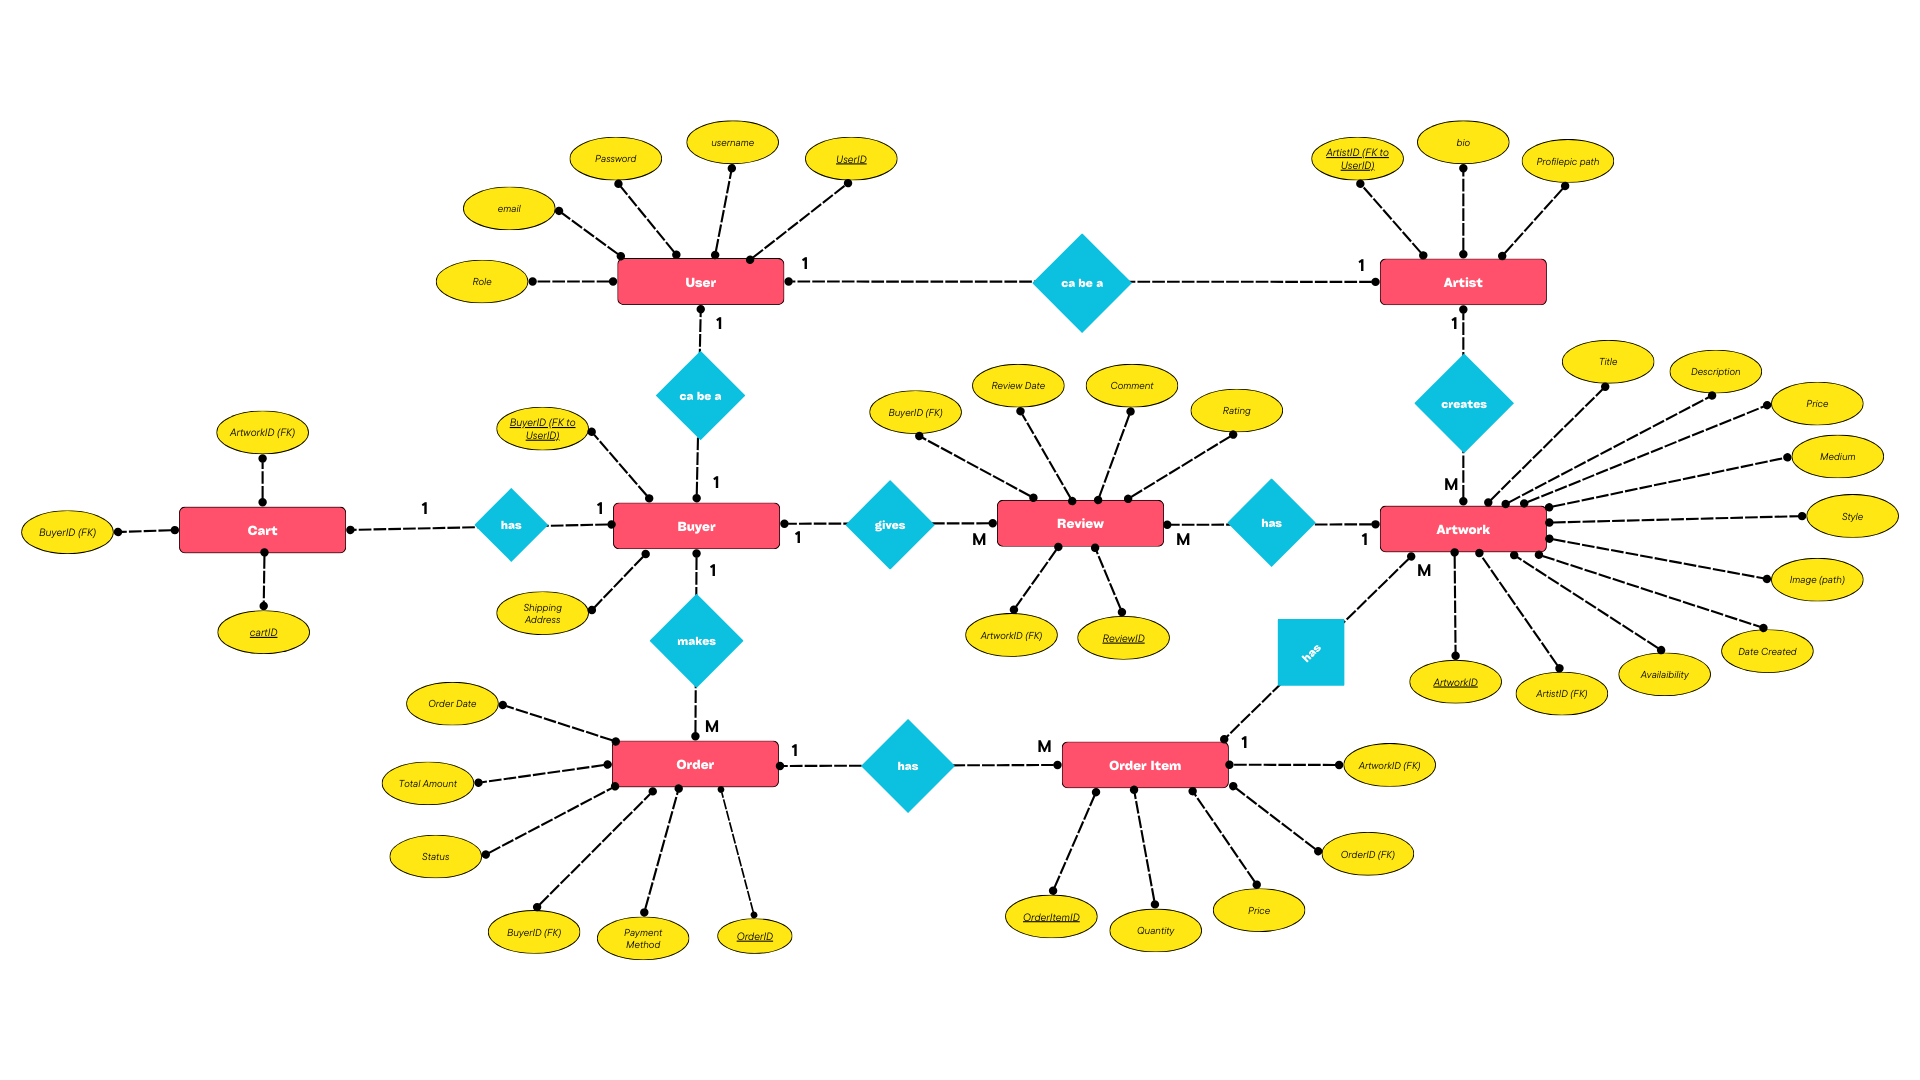 username
Password
UserID
email
Role
User
1
ca be a
1
ArtistID (FK to
UserID)
bio
Profilepic path
Artist
1
1
ca be a
1
creates
M
Title
Description
Price
Medium
Style
Image (path)
Date Created
Availaibility
ArtistID (FK)
ArtworkID
Artwork
ArtworkID (FK)
BuyerID (FK)
Cart
cartID
1
has
1
BuyerID (FK to
UserID)
Buyer
Shipping
Address
1
gives
M
BuyerID (FK)
Review Date
Comment
Rating
Review
ArtworkID (FK)
ReviewID
M
has
1
1
makes
M
M
has
1
Order Date
Total Amount
Status
BuyerID (FK)
Payment
Method
OrderID
Order
1
has
M
Order Item
ArtworkID (FK)
OrderID (FK)
Price
Quantity
OrderItemID